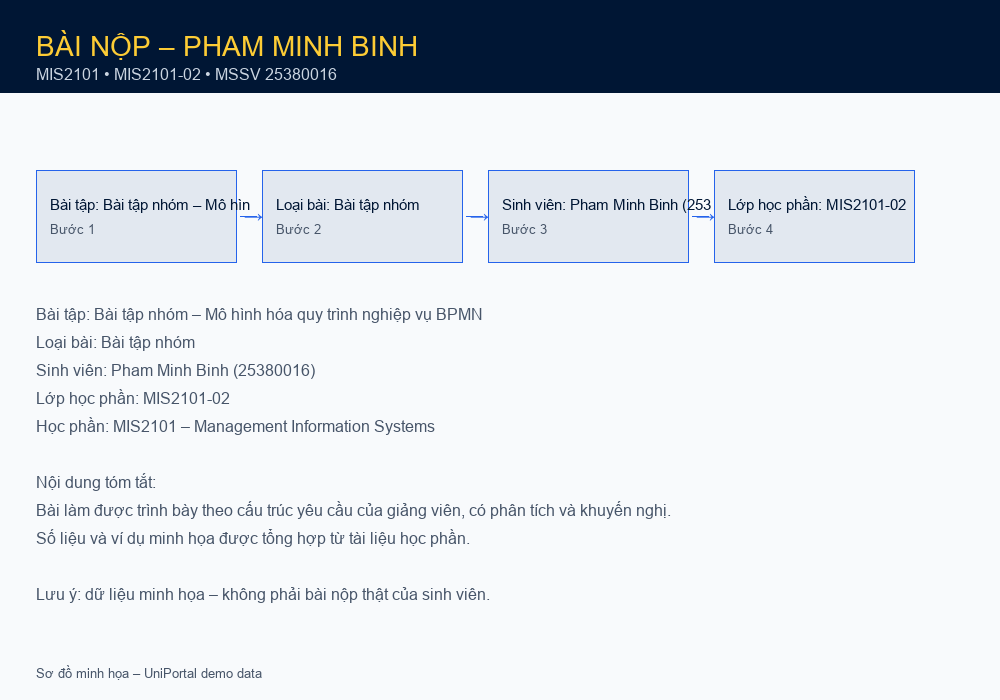 BÀI NỘP – PHAM MINH BINH
MIS2101 • MIS2101-02 • MSSV 25380016
Bài tập: Bài tập nhóm – Mô hìn
Bước 1
→
Loại bài: Bài tập nhóm
Bước 2
→
Sinh viên: Pham Minh Binh (253
Bước 3
→
Lớp học phần: MIS2101-02
Bước 4
Bài tập: Bài tập nhóm – Mô hình hóa quy trình nghiệp vụ BPMN
Loại bài: Bài tập nhóm
Sinh viên: Pham Minh Binh (25380016)
Lớp học phần: MIS2101-02
Học phần: MIS2101 – Management Information Systems
Nội dung tóm tắt:
Bài làm được trình bày theo cấu trúc yêu cầu của giảng viên, có phân tích và khuyến nghị.
Số liệu và ví dụ minh họa được tổng hợp từ tài liệu học phần.
Lưu ý: dữ liệu minh họa – không phải bài nộp thật của sinh viên.
Sơ đồ minh họa – UniPortal demo data